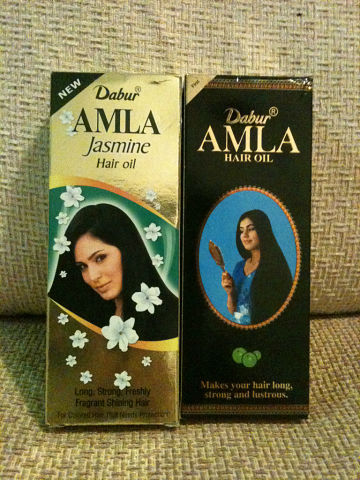 NEW
Dabur®
AMLA
Jasmine
Hair oil
Long, Strong, Freshly
Fragrant Shining Hair
For Colored Hair That Needs Protection
Dabur®
AMLA
HAIR OIL
Makes your hair long,
strong and lustrous.